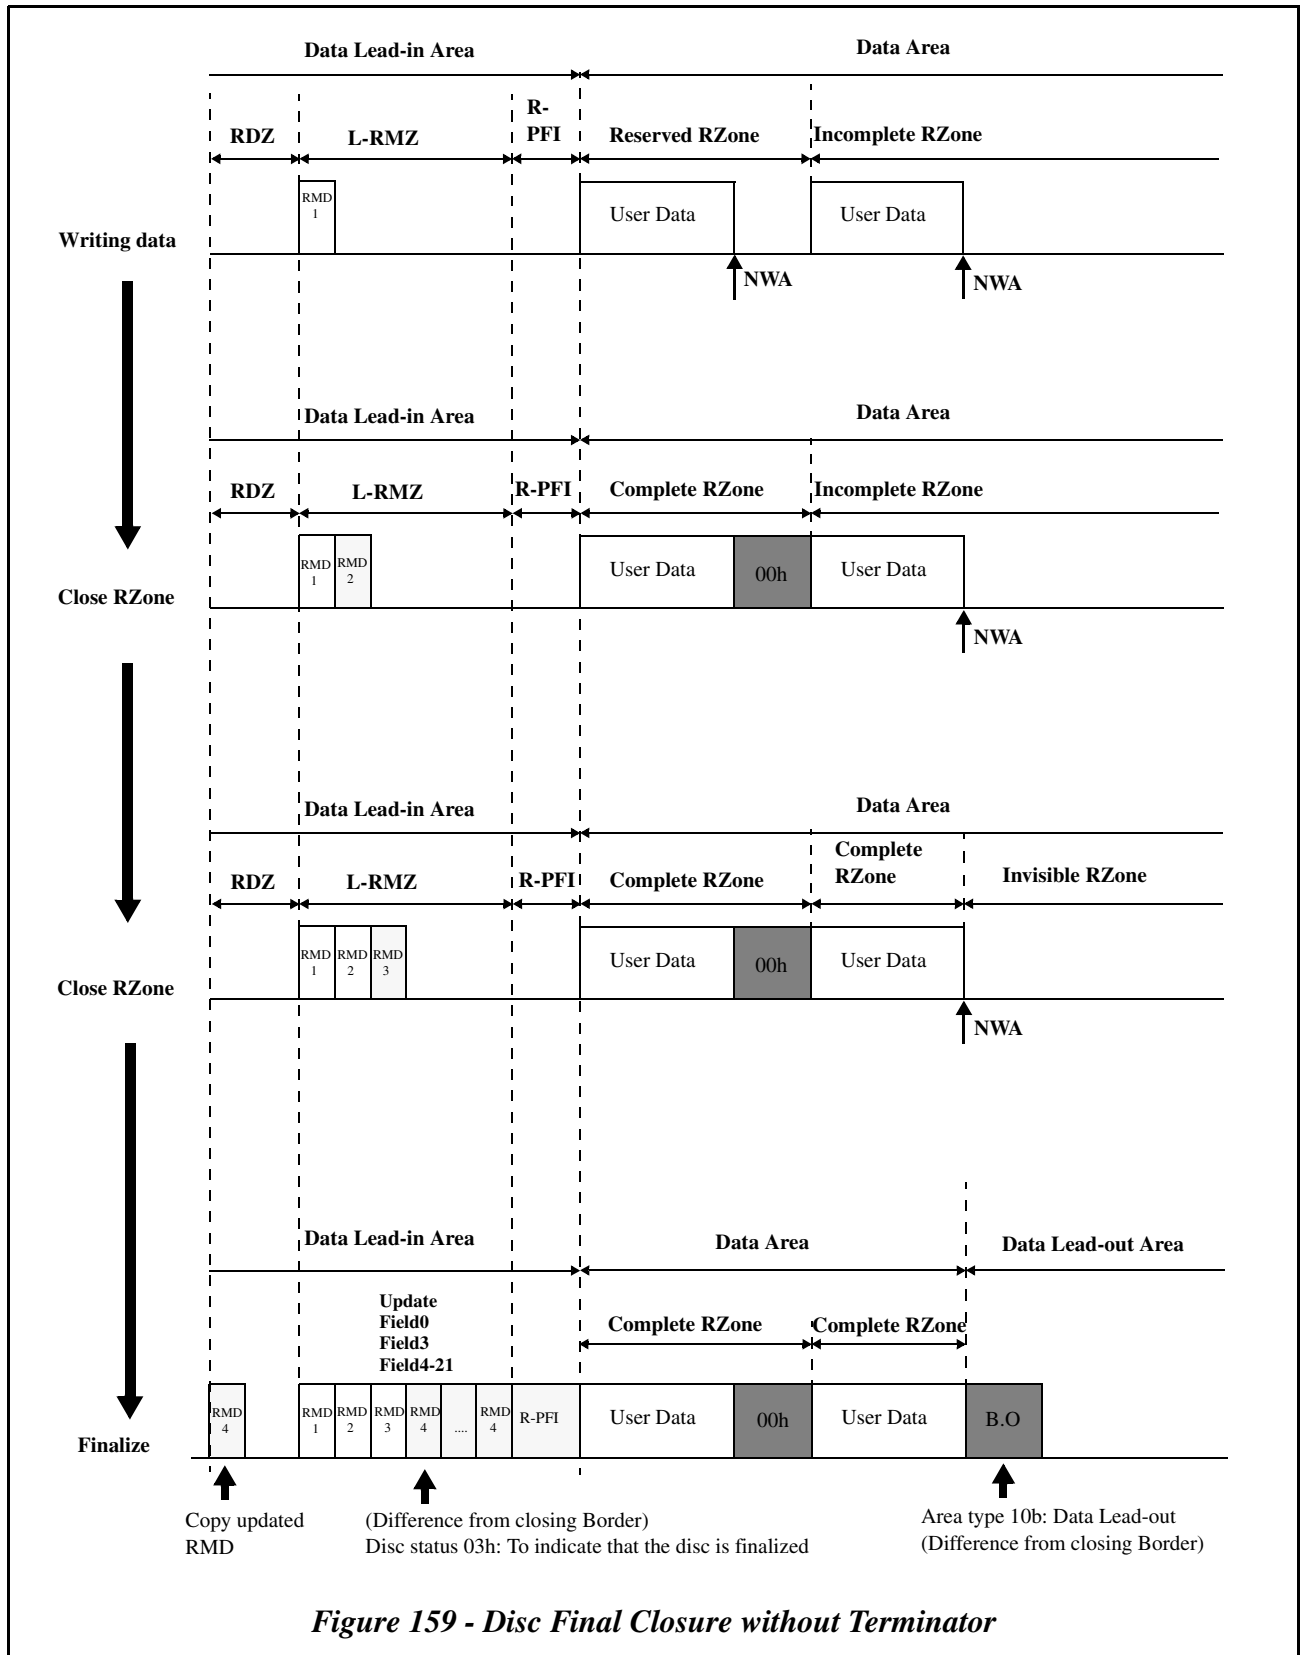 Data Lead-in Area
Data Area
RDZ
L-RMZ
R-
PFI
Reserved RZone
Incomplete RZone
RMD
1
User Data
User Data
Writing data
NWA
NWA
Data Lead-in Area
Data Area
RDZ
L-RMZ
R-PFI
Complete RZone
Incomplete RZone
RMD
1
RMD
2
User Data
00h
User Data
Close RZone
NWA
Data Lead-in Area
Data Area
RDZ
L-RMZ
R-PFI
Complete RZone
Complete
RZone
Invisible RZone
RMD
1
RMD
2
RMD
3
User Data
00h
User Data
Close RZone
NWA
Data Lead-in Area
Data Area
Data Lead-out Area
Update
Field0
Field3
Field4-21
Complete RZone
Complete RZone
RMD
4
RMD
1
RMD
2
RMD
3
RMD
4
....
RMD
4
R-PFI
User Data
00h
User Data
B.O
Finalize
Copy updated
RMD
(Difference from closing Border)
Disc status 03h: To indicate that the disc is finalized
Area type 10b: Data Lead-out
(Difference from closing Border)
Figure 159 - Disc Final Closure without Terminator